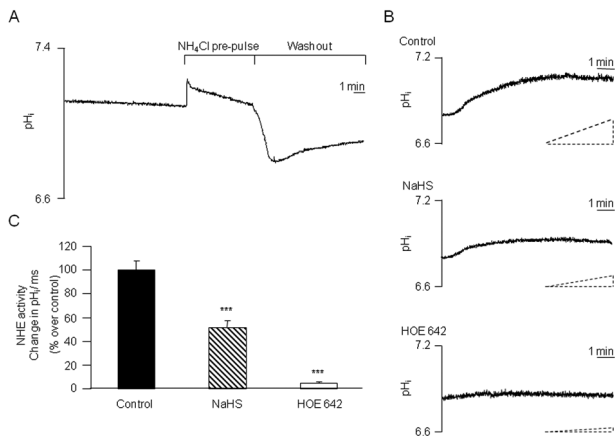 A
NH₄Cl pre-pulse
Washout
7.4
1 min
pHᵢ
6.6
B
Control
1 min
7.2
pHᵢ
6.6
NaHS
1 min
7.2
pHᵢ
6.6
HOE 642
1 min
7.2
pHᵢ
6.6
C
NHE activity
Change in pHᵢ/ms
(% over control)
120
100
80
60
40
20
0
***
***
Control
NaHS
HOE 642